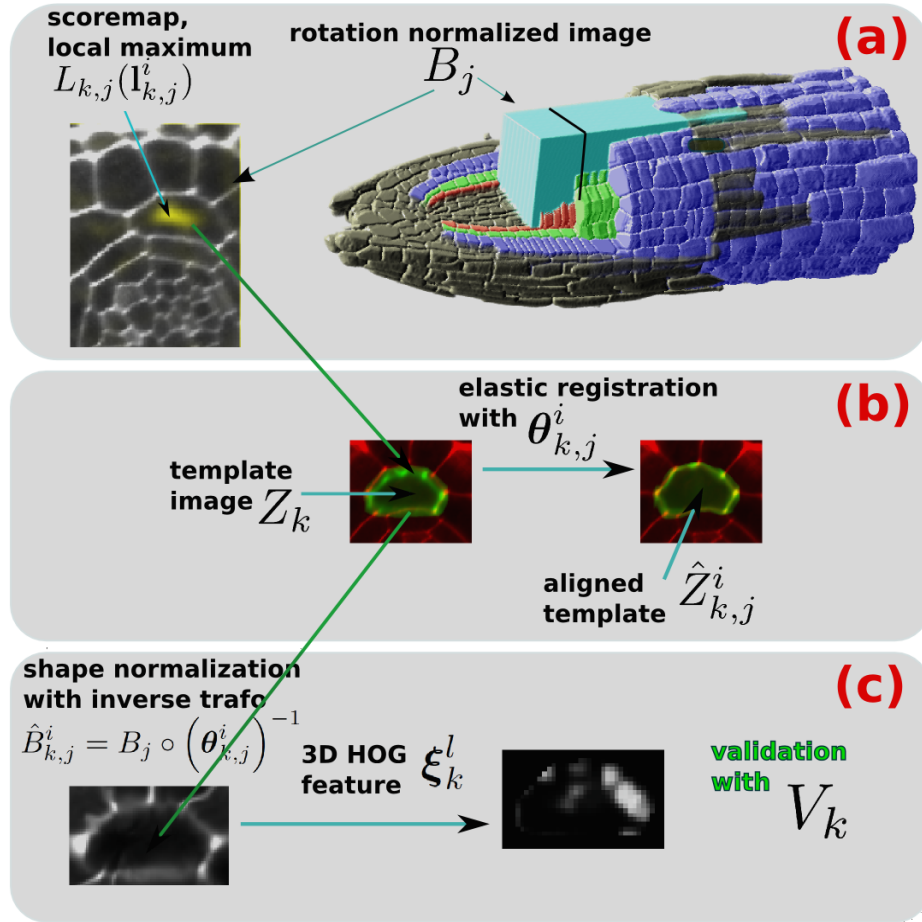 scoremap,
local maximum
L_{k,j}(l^i_{k,j})
rotation normalized image
B_j
(a)
elastic registration
with θ^i_{k,j}
(b)
template
image Z_k
aligned
template Ẑ^i_{k,j}
shape normalization
with inverse trafo
B̂^i_{k,j} = B_j ∘ (θ^i_{k,j})^{-1}
(c)
3D HOG
feature ξ^l_k
validation
with V_k